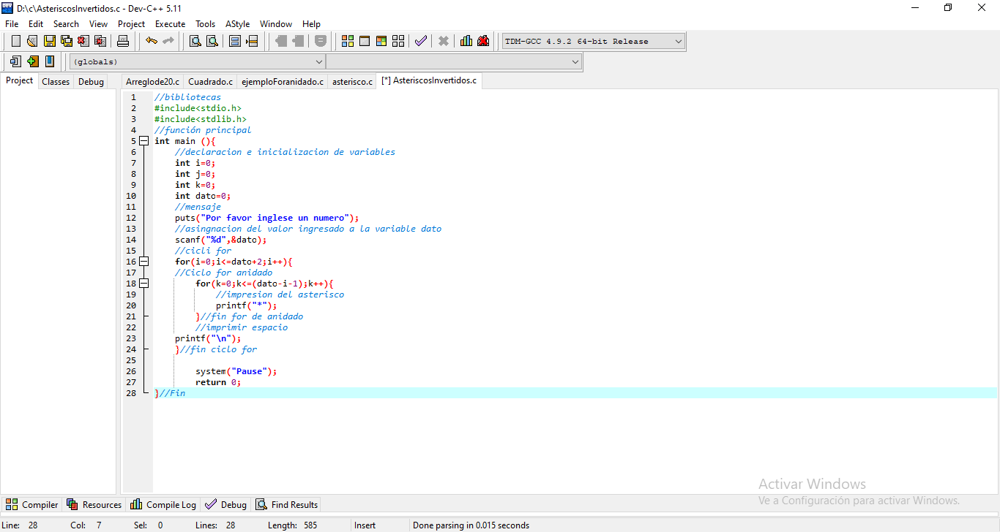 D:\c\AsteriscosInvertidos.c - Dev-C++ 5.11
File Edit Search View Project Execute Tools AStyle Window Help
TDM-GCC 4.9.2 64-bit Release
(globals)
Project Classes Debug Arreglode20.c Cuadrado.c ejemploForanidado.c asterisco.c [*] AsteriscosInvertidos.c
1 //bibliotecas
2 #include<stdio.h>
3 #include<stdlib.h>
4 //función principal
5 int main (){
6 //declaracion e inicializacion de variables
7 int i=0;
8 int j=0;
9 int k=0;
10 int dato=0;
11 //mensaje
12 puts("Por favor inglese un numero");
13 //asingnacion del valor ingresado a la variable dato
14 scanf("%d",&dato);
15 //cicli for
16 for(i=0;i<=dato+2;i++){
17 //Ciclo for anidado
18 for(k=0;k<=(dato-i-1);k++){
19 //impresion del asterisco
20 printf("*");
21 }//fin for de anidado
22 //imprimir espacio
23 printf("\n");
24 }//fin ciclo for
25
26 system("Pause");
27 return 0;
28 }//Fin
Activar Windows
Ve a Configuración para activar Windows.
Compiler Resources Compile Log Debug Find Results
Line: 28 Col: 7 Sel: 0 Lines: 28 Length: 585 Insert Done parsing in 0.015 seconds